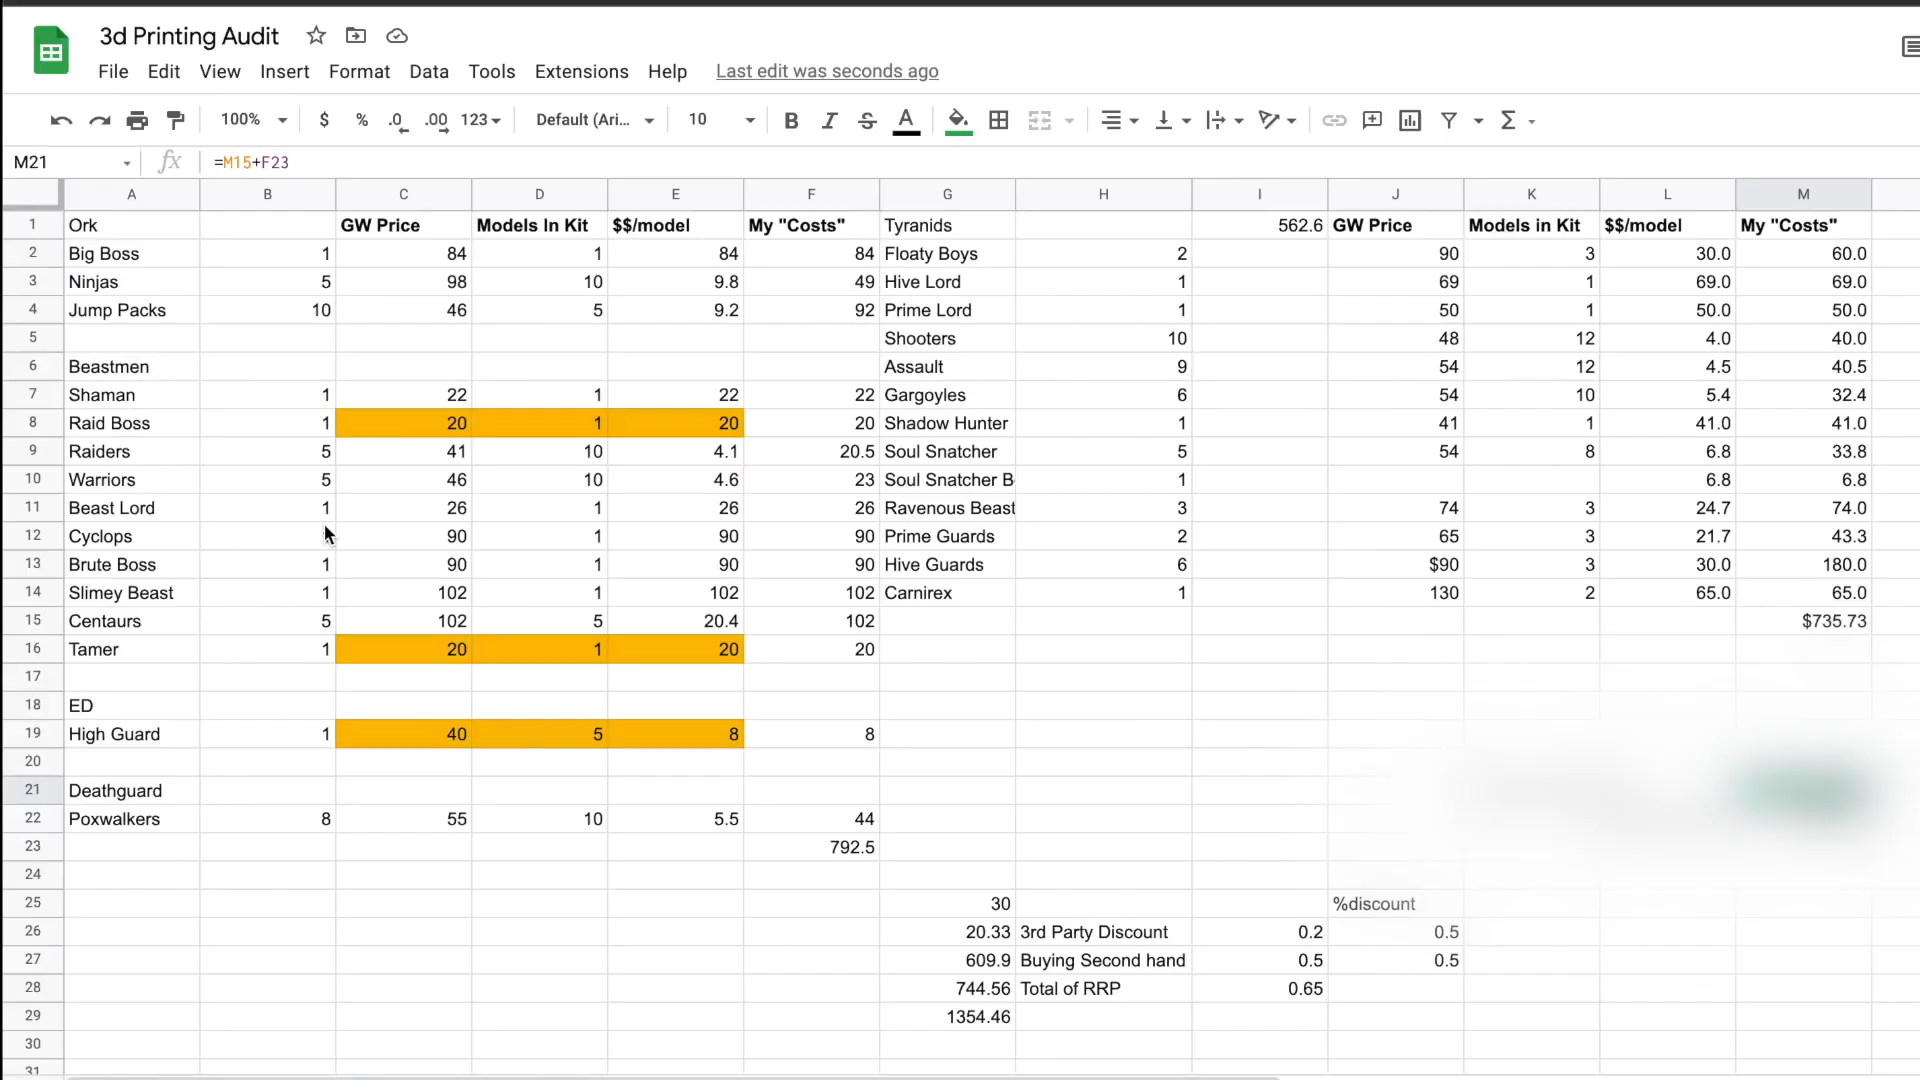 3d Printing Audit
File Edit View Insert Format Data Tools Extensions Help Last edit was seconds ago
100% $ % .0 .00 123 Default (Ari... 10 B I S A Σ
M21 fx =M15+F23
A B C D E F G H I J K L M
1 Ork GW Price Models In Kit $$/model My "Costs" Tyranids 562.6 GW Price Models in Kit $$/model My "Costs"
2 Big Boss 1 84 1 84 84 Floaty Boys 2 90 3 30.0 60.0
3 Ninjas 5 98 10 9.8 49 Hive Lord 1 69 1 69.0 69.0
4 Jump Packs 10 46 5 9.2 92 Prime Lord 1 50 1 50.0 50.0
5 Shooters 10 48 12 4.0 40.0
6 Beastmen Assault 9 54 12 4.5 40.5
7 Shaman 1 22 1 22 22 Gargoyles 6 54 10 5.4 32.4
8 Raid Boss 1 20 1 20 20 Shadow Hunter 1 41 1 41.0 41.0
9 Raiders 5 41 10 4.1 20.5 Soul Snatcher 5 54 8 6.8 33.8
10 Warriors 5 46 10 4.6 23 Soul Snatcher B 1 6.8 6.8
11 Beast Lord 1 26 1 26 26 Ravenous Beast 3 74 3 24.7 74.0
12 Cyclops 90 1 90 90 Prime Guards 2 65 3 21.7 43.3
13 Brute Boss 1 90 1 90 90 Hive Guards 6 $90 3 30.0 180.0
14 Slimey Beast 1 102 1 102 102 Carnirex 1 130 2 65.0 65.0
15 Centaurs 5 102 5 20.4 102 $735.73
16 Tamer 1 20 1 20 20
17
18 ED
19 High Guard 1 40 5 8 8
20
21 Deathguard
22 Poxwalkers 8 55 10 5.5 44
23 792.5
24
25 30 %discount
26 20.33 3rd Party Discount 0.2 0.5
27 609.9 Buying Second hand 0.5 0.5
28 744.56 Total of RRP 0.65
29 1354.46
30
31